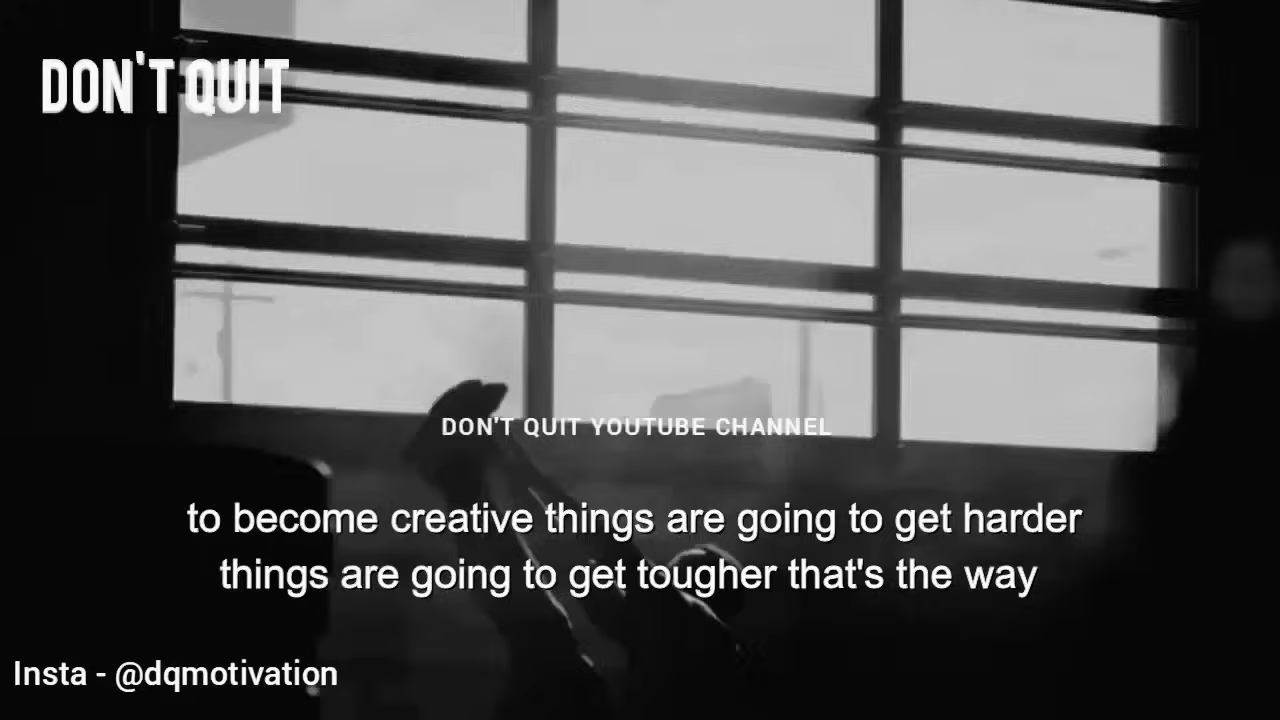 DON'T QUIT
DON'T QUIT YOUTUBE CHANNEL
to become creative things are going to get harder
things are going to get tougher that's the way
Insta - @dqmotivation